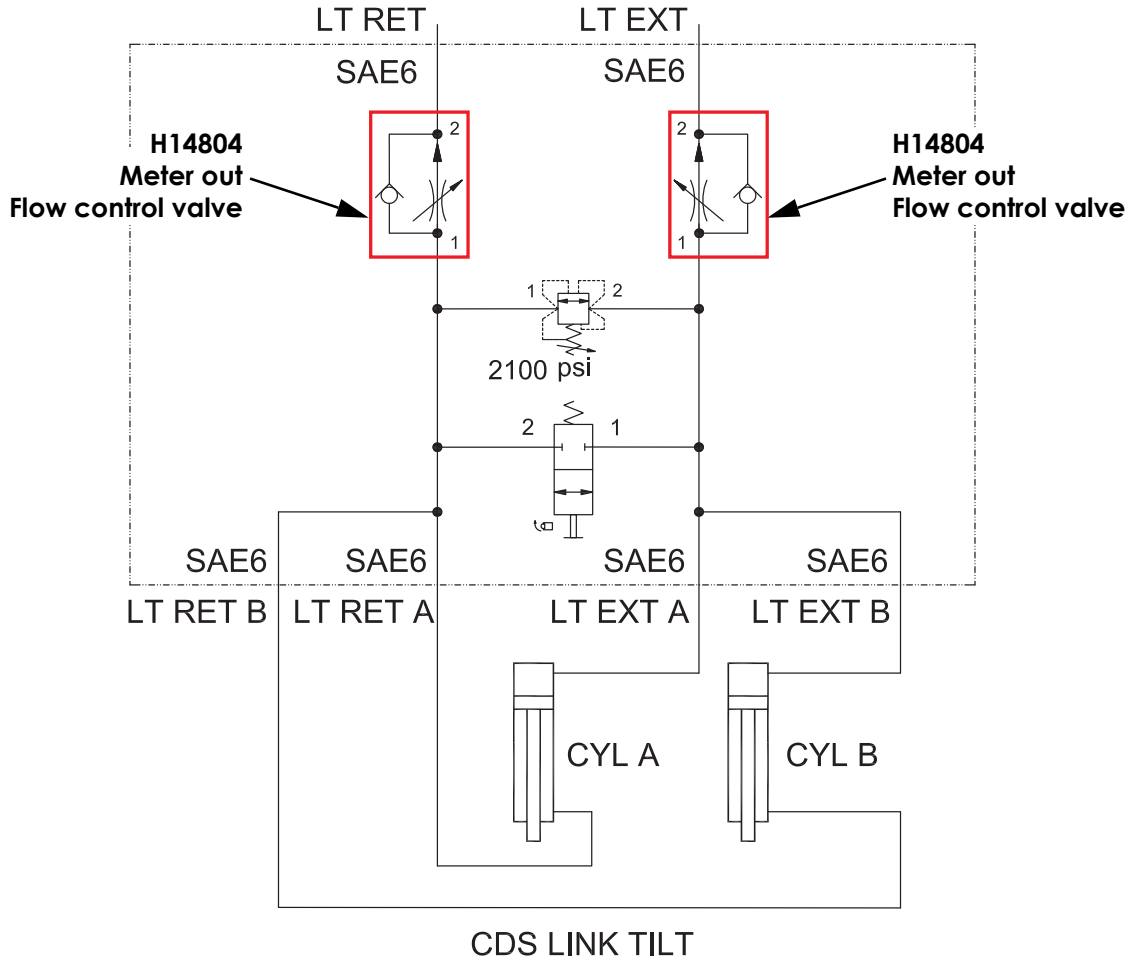 LT RET
LT EXT
SAE6
SAE6
H14804
Meter out
Flow control valve
2
1
2
1
H14804
Meter out
Flow control valve
1
2
2100 psi
2
1
SAE6
SAE6
SAE6
SAE6
LT RET B
LT RET A
LT EXT A
LT EXT B
CYL A
CYL B
CDS LINK TILT